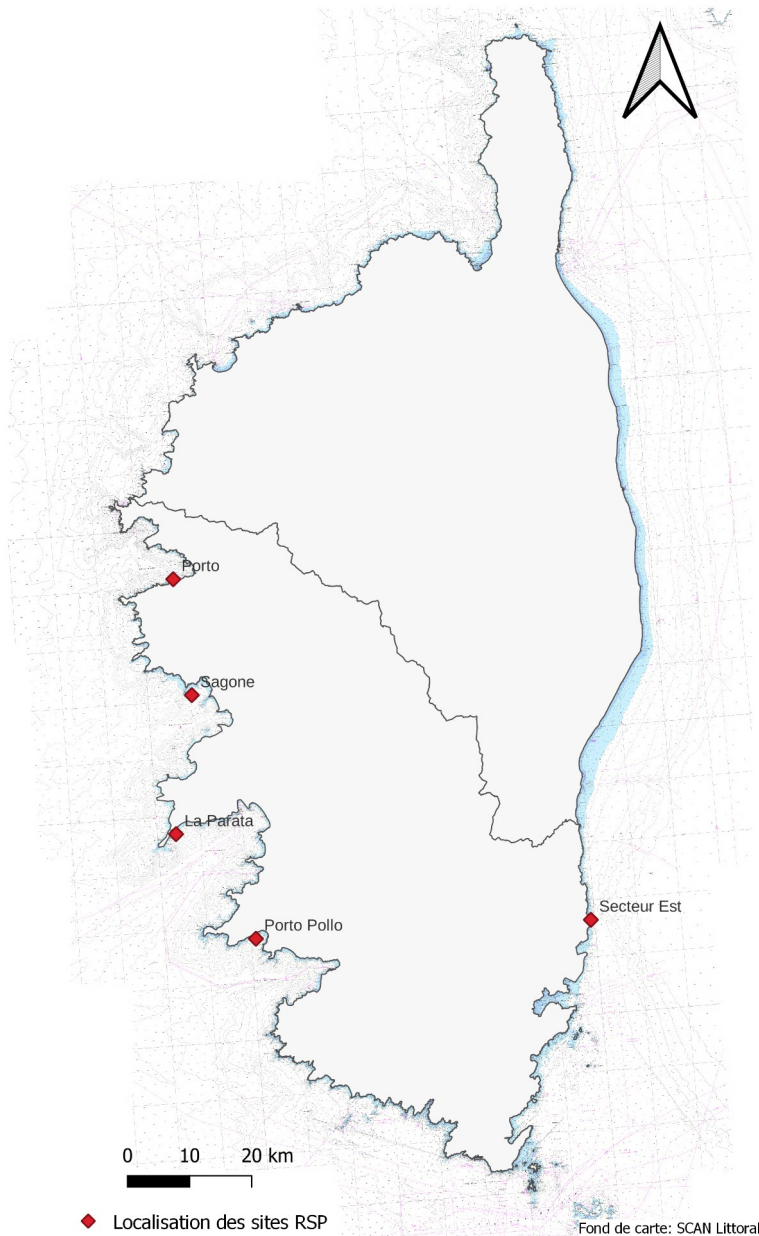 Porto
Sagone
La Parata
Porto Pollo
Secteur Est
0 10 20 km
Localisation des sites RSP
Fond de carte: SCAN Littoral